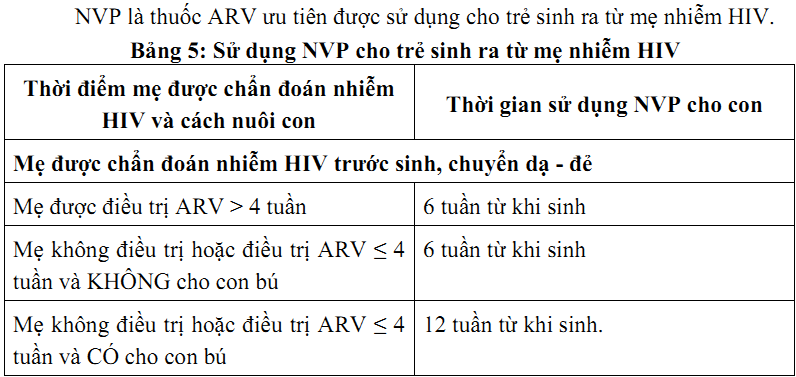 NVP là thuốc ARV ưu tiên được sử dụng cho trẻ sinh ra từ mẹ nhiễm HIV.
Bảng 5: Sử dụng NVP cho trẻ sinh ra từ mẹ nhiễm HIV
Thời điểm mẹ được chẩn đoán nhiễm
HIV và cách nuôi con
Thời gian sử dụng NVP cho con
Mẹ được chẩn đoán nhiễm HIV trước sinh, chuyển dạ - đẻ
Mẹ được điều trị ARV > 4 tuần
6 tuần từ khi sinh
Mẹ không điều trị hoặc điều trị ARV ≤ 4
tuần và KHÔNG cho con bú
6 tuần từ khi sinh
Mẹ không điều trị hoặc điều trị ARV ≤ 4
tuần và CÓ cho con bú
12 tuần từ khi sinh.